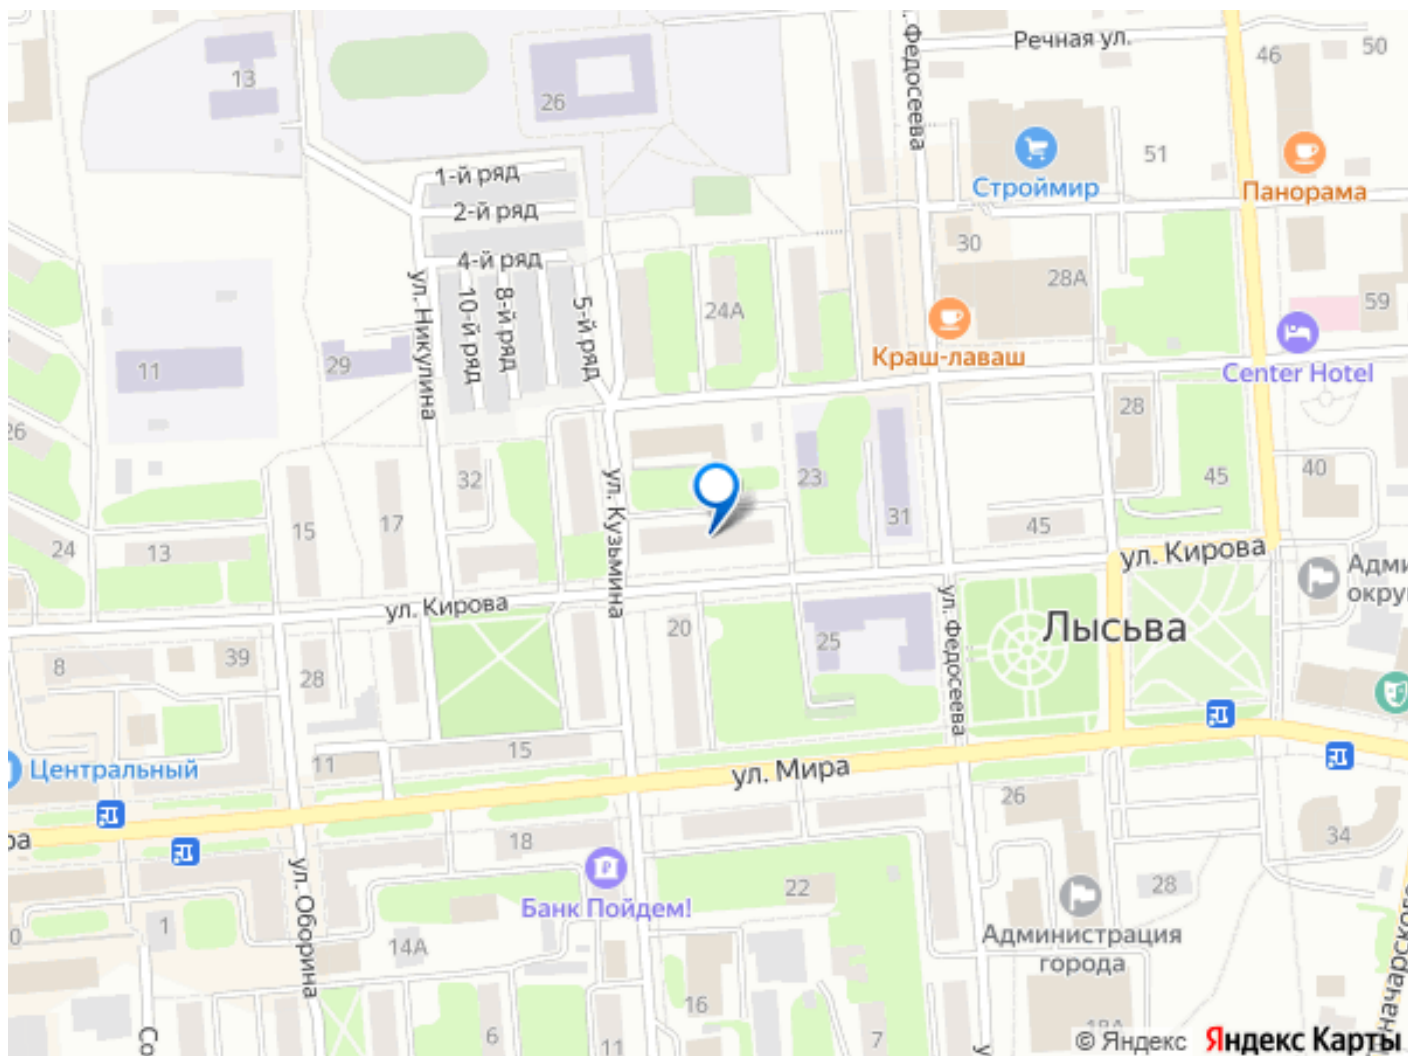 Речная ул.
46
50
13
26
ул. Федосеева
51
Строймир
Панорама
1-й ряд
2-й ряд
4-й ряд
30
28А
59
ул. Никулина
10-й ряд
8-й ряд
5-й ряд
24А
Краш-лаваш
Center Hotel
11
29
28
26
32
23
45
40
15
17
ул. Кузьмина
31
45
24
13
ул. Кирова
ул. Кирова
Лысьва
20
25
ул. Федосеева
8
39
28
15
11
Центральный
ул. Мира
26
34
18
Банк Пойдем!
22
28
ул. Оборина
1
14А
Администрация
города
16
6
11
7
© Яндекс Яндекс Карты